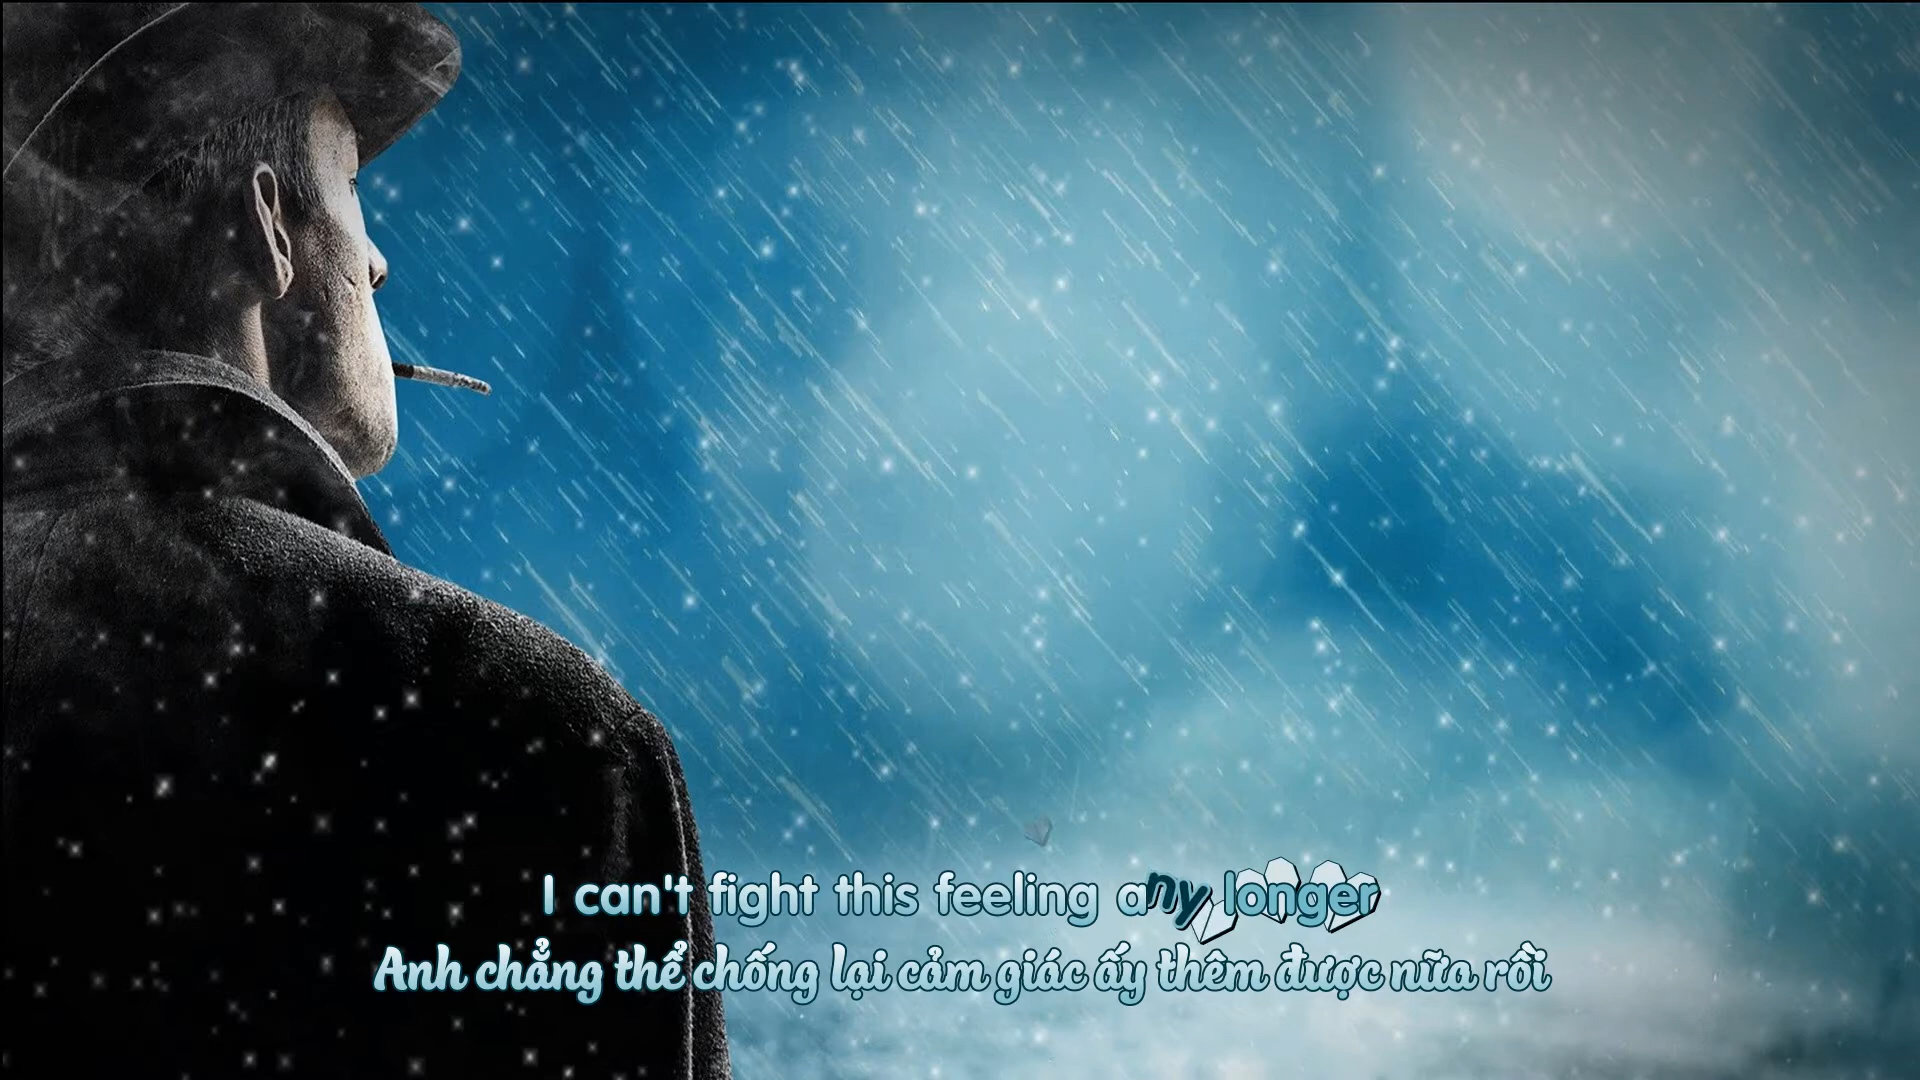 I can't fight this feeling any longer
Anh chẳng thể chống lại cảm giác ấy thêm được nữa rồi